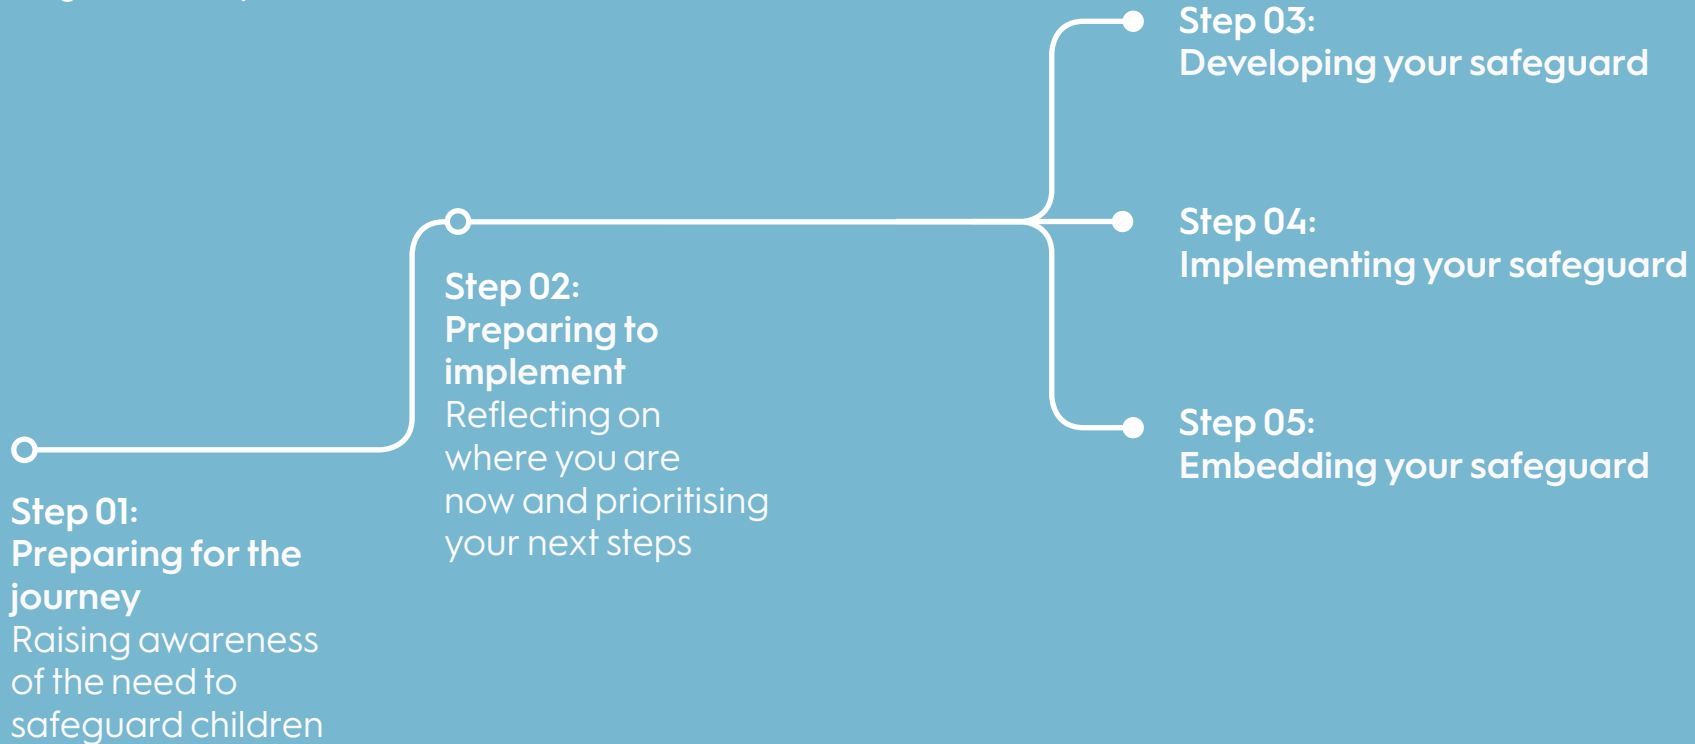 Step 03:
Developing your safeguard
Step 04:
Implementing your safeguard
Step 02:
Preparing to
implement
Reflecting on
where you are
now and prioritising
your next steps
Step 05:
Embedding your safeguard
Step 01:
Preparing for the
journey
Raising awareness
of the need to
safeguard children